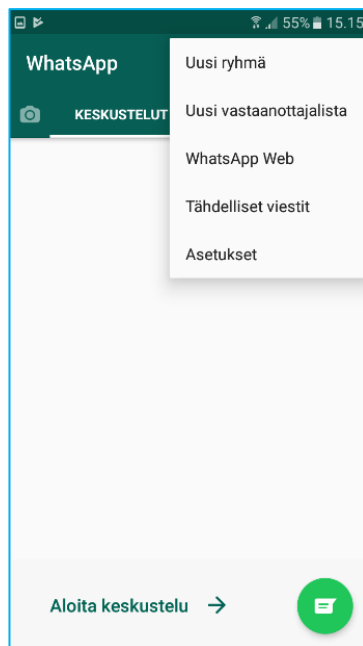 55% 15.15
WhatsApp
KESKUSTELUT
Uusi ryhmä
Uusi vastaanottajalista
WhatsApp Web
Tähdelliset viestit
Asetukset
Aloita keskustelu →